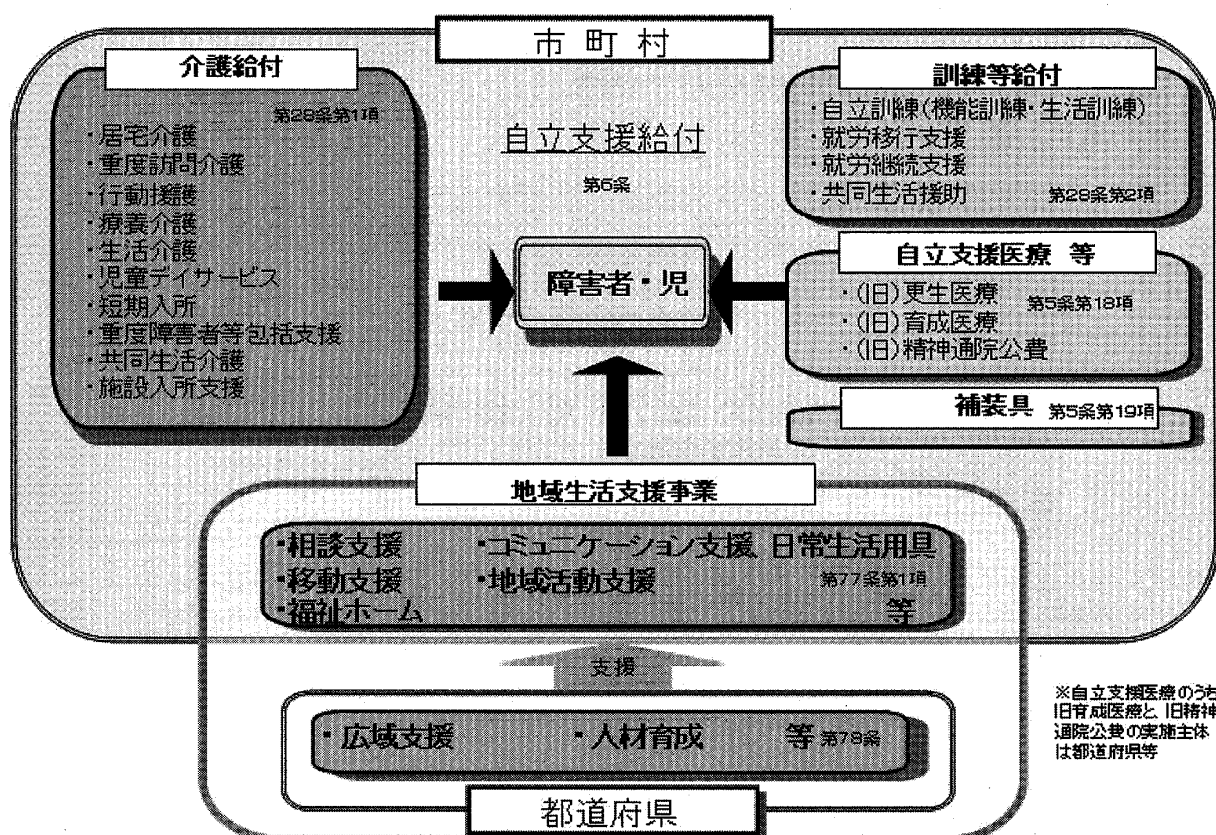 市町村
介護給付
第28条第1項
・居宅介護
・重度訪問介護
・行動援護
・療養介護
・生活介護
・児童デイサービス
・短期入所
・重度障害者等包括支援
・共同生活介護
・施設入所支援
自立支援給付
第6条
障害者・児
訓練等給付
・自立訓練(機能訓練・生活訓練)
・就労移行支援
・就労継続支援
・共同生活援助 第28条第2項
自立支援医療 等
・(旧)更生医療 第5条第18項
・(旧)育成医療
・(旧)精神通院公費
補装具 第5条第19項
地域生活支援事業
・相談支援 ・コミュニケーション支援、日常生活用具
・移動支援 ・地域活動支援 第77条第1項
・福祉ホーム 等
支援
・広域支援 ・人材育成 等 第78条
都道府県
※自立支援医療のうち
旧育成医療と、旧精神
通院公費の実施主体
は都道府県等